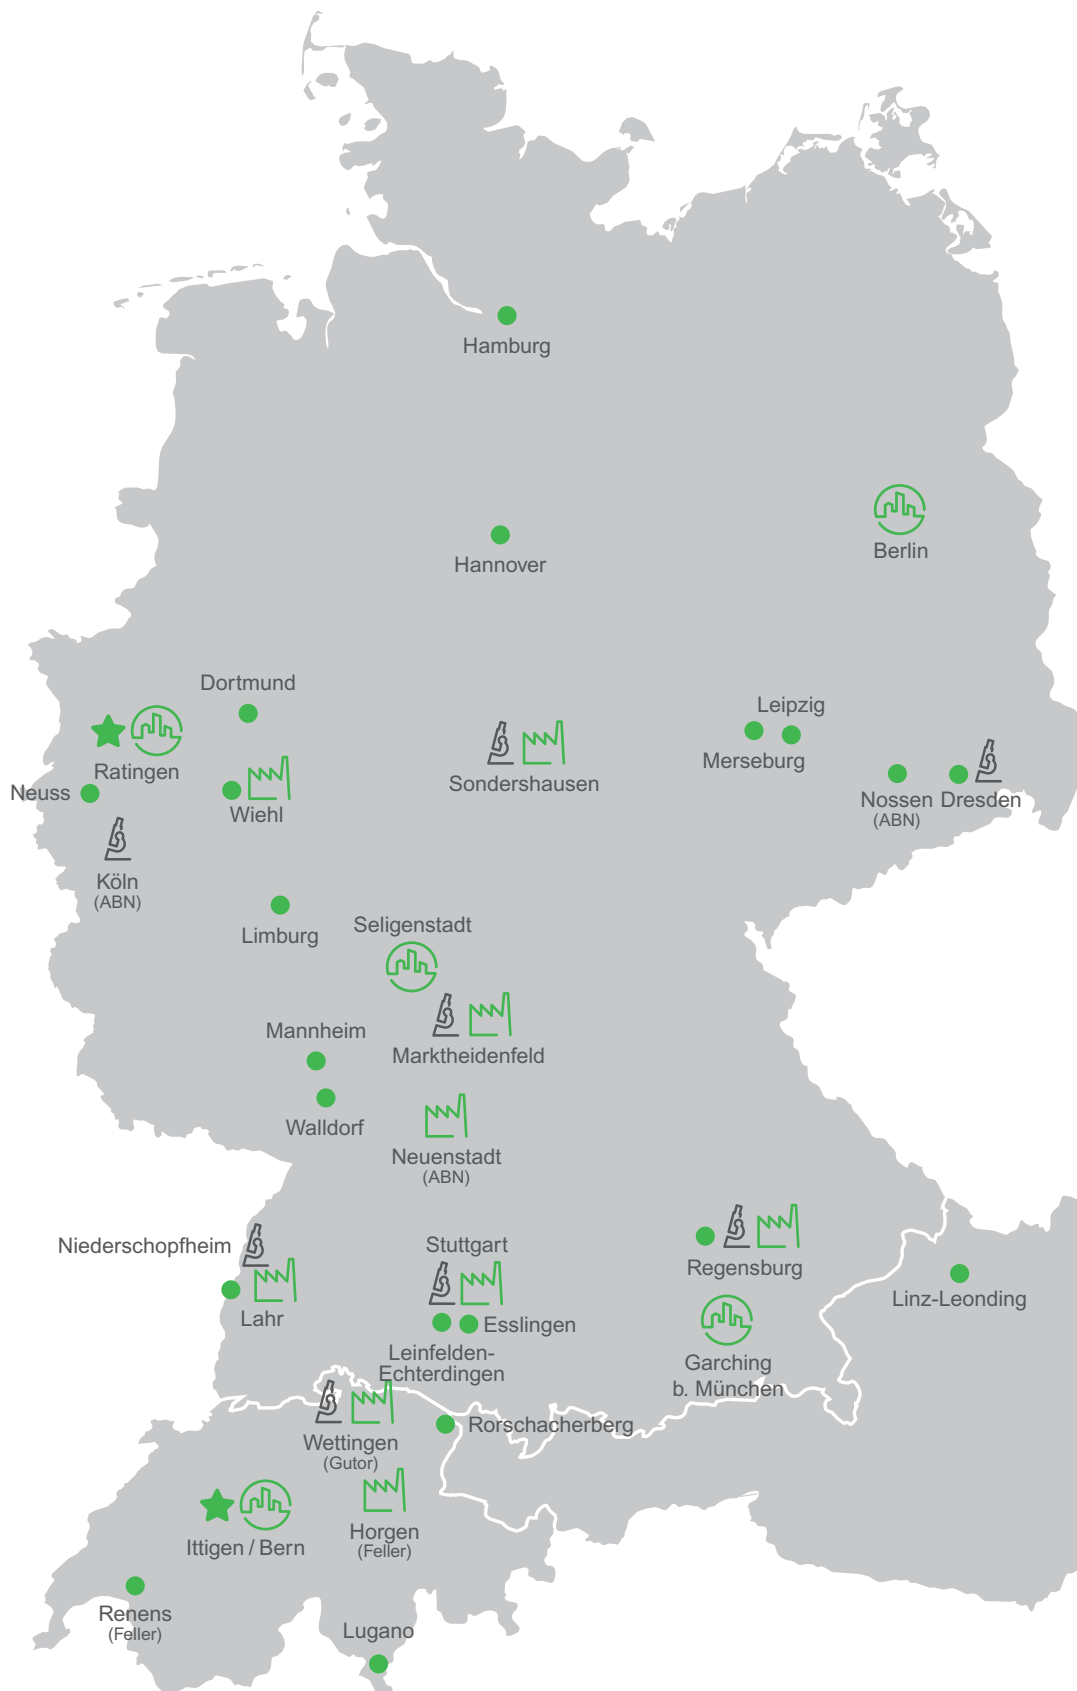 Hamburg
Berlin
Hannover
Dortmund
Leipzig
Ratingen
Merseburg
Sondershausen
Neuss
Wiehl
Nossen
(ABN)
Dresden
Köln
(ABN)
Limburg
Seligenstadt
Mannheim
Marktheidenfeld
Walldorf
Neuenstadt
(ABN)
Niederschopfheim
Stuttgart
Regensburg
Linz-Leonding
Lahr
Esslingen
Leinfelden-
Echterdingen
Garching
b. München
Rorschacherberg
Wettingen
(Gutor)
Horgen
(Feller)
Ittigen / Bern
Renens
(Feller)
Lugano